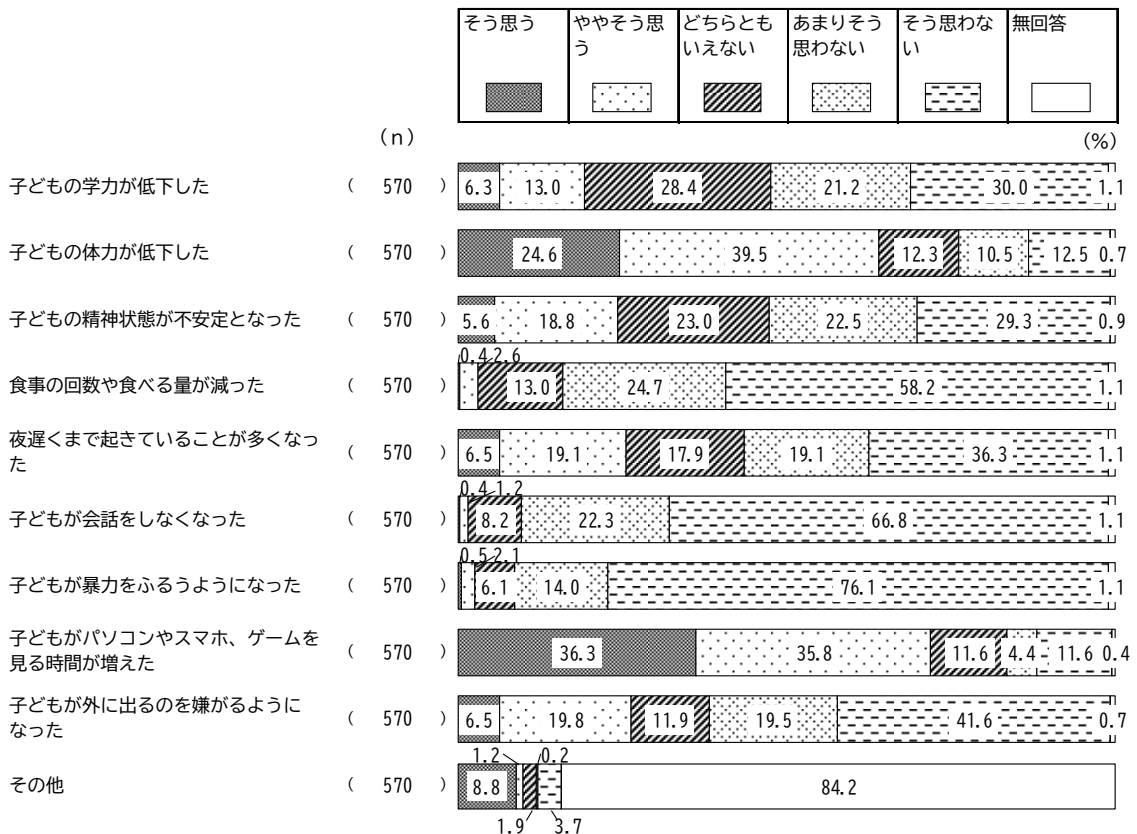 そう思う
ややそう思
う
どちらとも
いえない
あまりそう
思わない
そう思わな
い
無回答
(n)
(%)
子どもの学力が低下した ( 570 ) 6.3 13.0 28.4 21.2 30.0 1.1
子どもの体力が低下した ( 570 ) 24.6 39.5 12.3 10.5 12.5 0.7
子どもの精神状態が不安定となった ( 570 ) 5.6 18.8 23.0 22.5 29.3 0.9
0.4 2.6
食事の回数や食べる量が減った ( 570 ) 13.0 24.7 58.2 1.1
夜遅くまで起きていることが多くなっ
た ( 570 ) 6.5 19.1 17.9 19.1 36.3 1.1
0.4 1.2
子どもが会話をしなくなった ( 570 ) 8.2 22.3 66.8 1.1
0.5 2.1
子どもが暴力をふるうようになった ( 570 ) 6.1 14.0 76.1 1.1
子どもがパソコンやスマホ、ゲームを
見る時間が増えた ( 570 ) 36.3 35.8 11.6 4.4 11.6 0.4
子どもが外に出るのを嫌がるように
なった ( 570 ) 6.5 19.8 11.9 19.5 41.6 0.7
1.2 0.2
その他 ( 570 ) 8.8 84.2
1.9 3.7